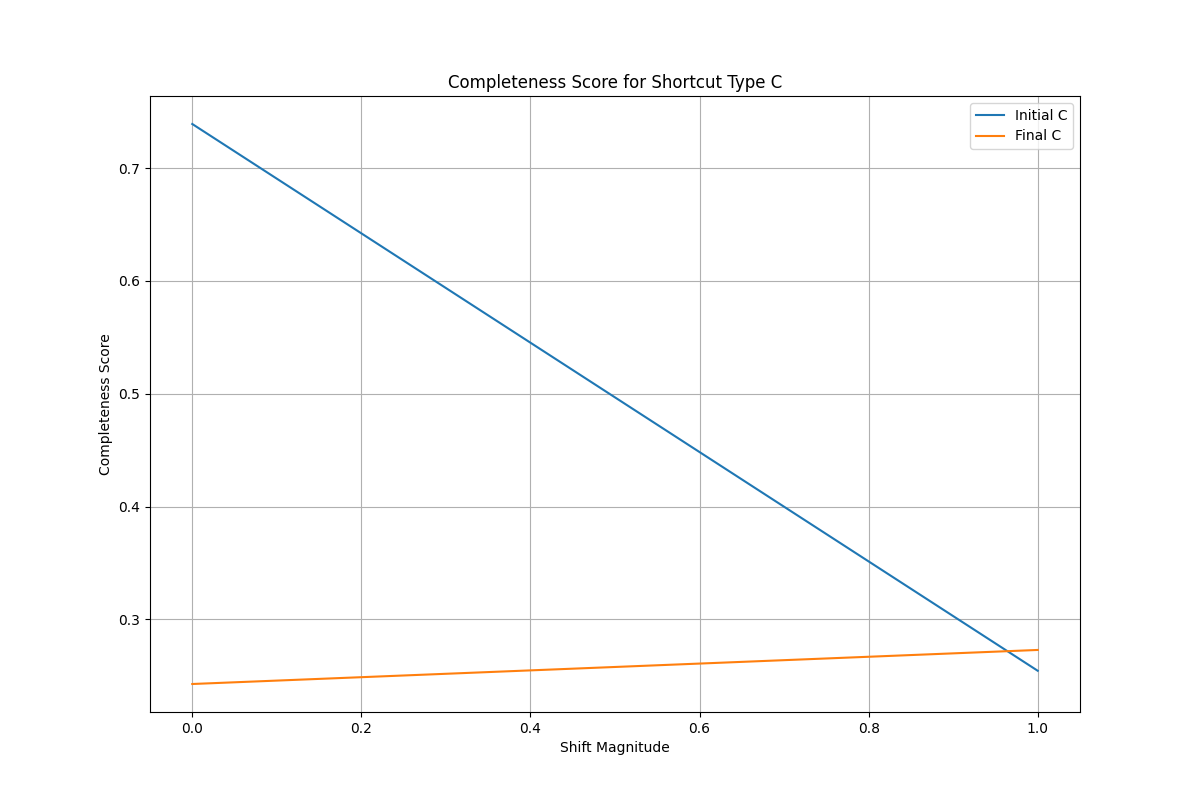 Completeness Score for Shortcut Type C
Initial C
Final C
0.7
0.6
0.5
0.4
0.3
Completeness Score
0.0 0.2 0.4 0.6 0.8 1.0
Shift Magnitude